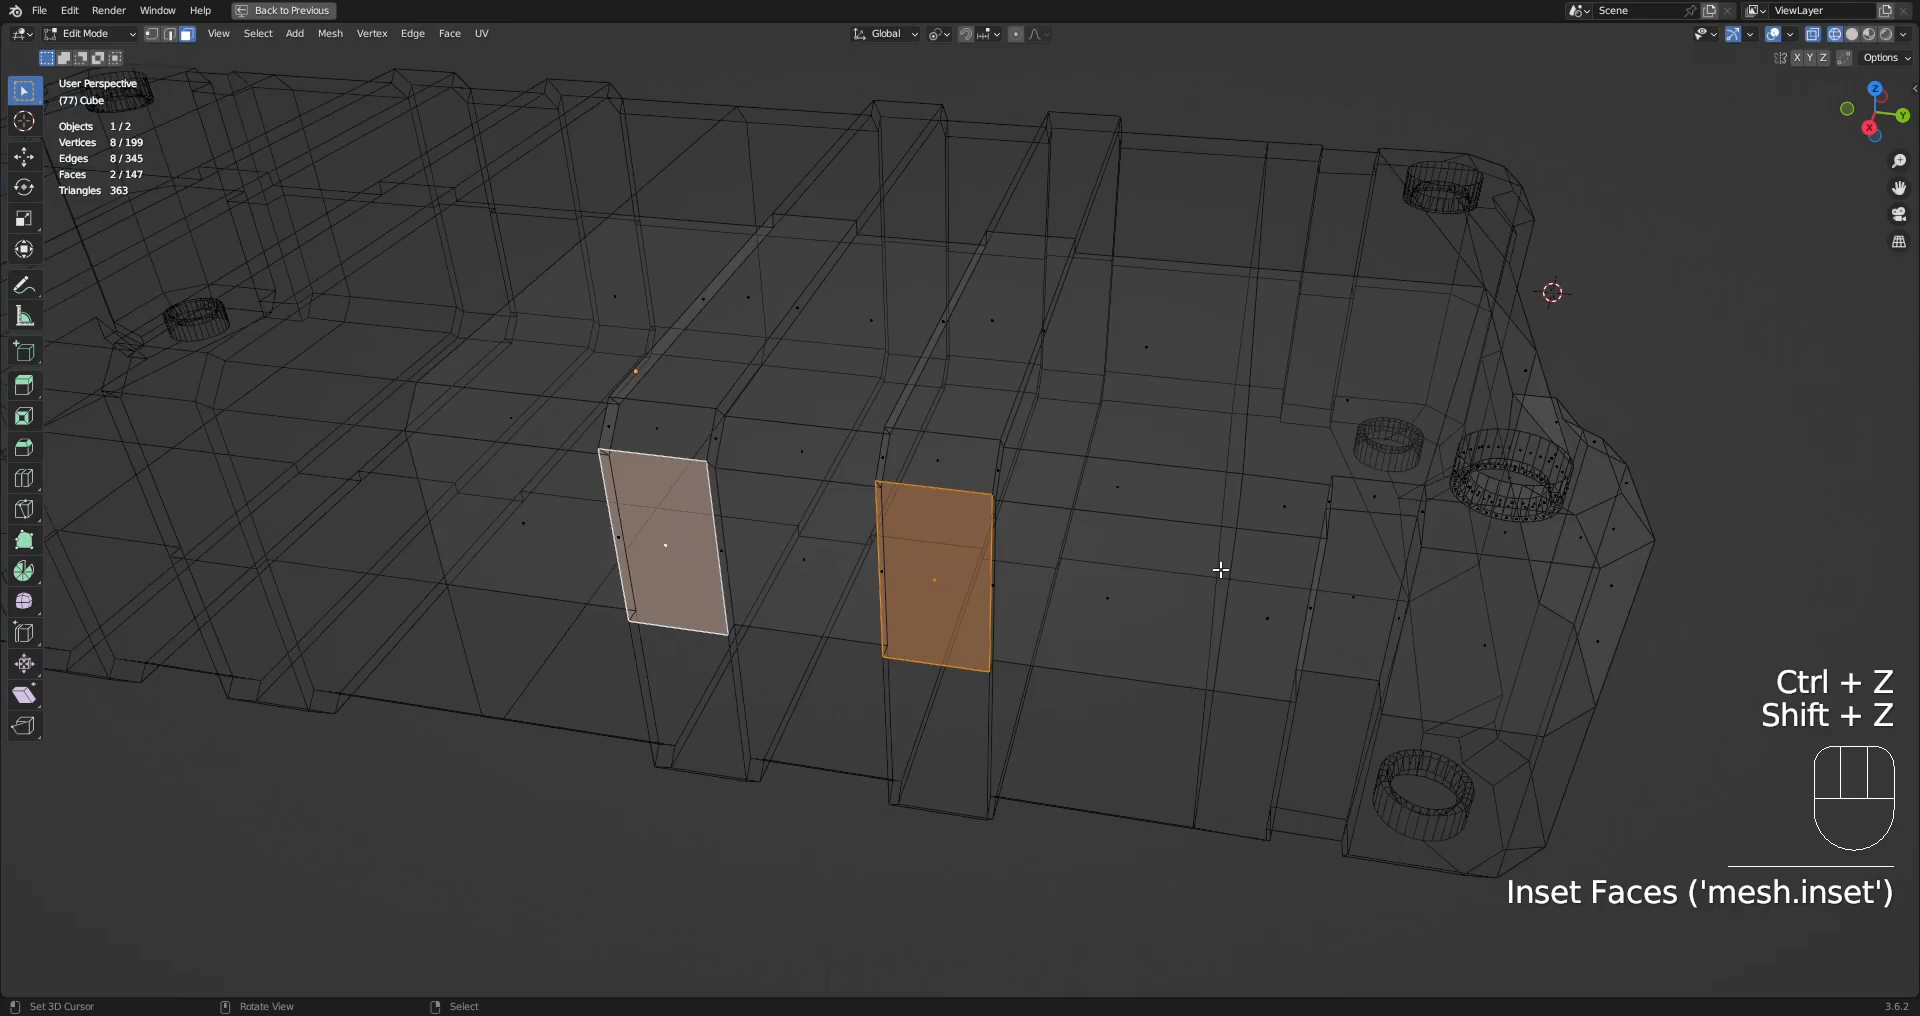 File Edit Render Window Help Back to Previous Scene ViewLayer
Edit Mode View Select Add Mesh Vertex Edge Face UV Global
X Y Z Options
User Perspective
(77) Cube
Objects 1 / 2
Vertices 8 / 199
Edges 8 / 345
Faces 2 / 147
Triangles 363
Z
Y
X
Ctrl + Z
Shift + Z
Inset Faces ('mesh.inset')
Set 3D Cursor Rotate View Select 3.6.2